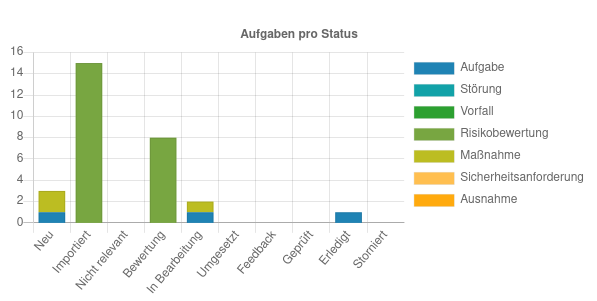 Aufgaben pro Status
16
14
12
10
8
6
4
2
0
Neu
Importiert
Nicht relevant
Bewertung
In Bearbeitung
Umgesetzt
Feedback
Geprüft
Erledigt
Storniert
Aufgabe
Störung
Vorfall
Risikobewertung
Maßnahme
Sicherheitsanforderung
Ausnahme